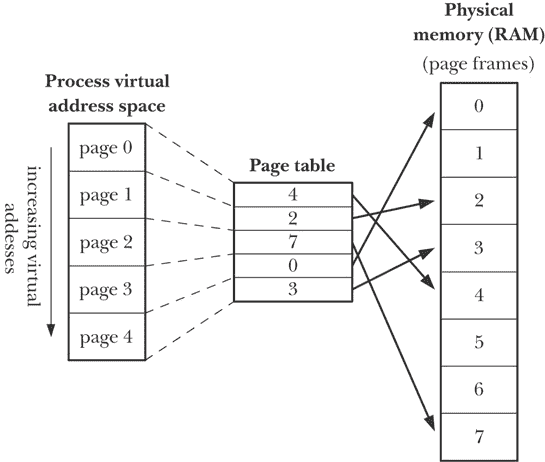 Physical
memory (RAM)
(page frames)
Process virtual
address space
increasing virtual
addesses
page 0
page 1
page 2
page 3
page 4
Page table
4
2
7
0
3
0
1
2
3
4
5
6
7